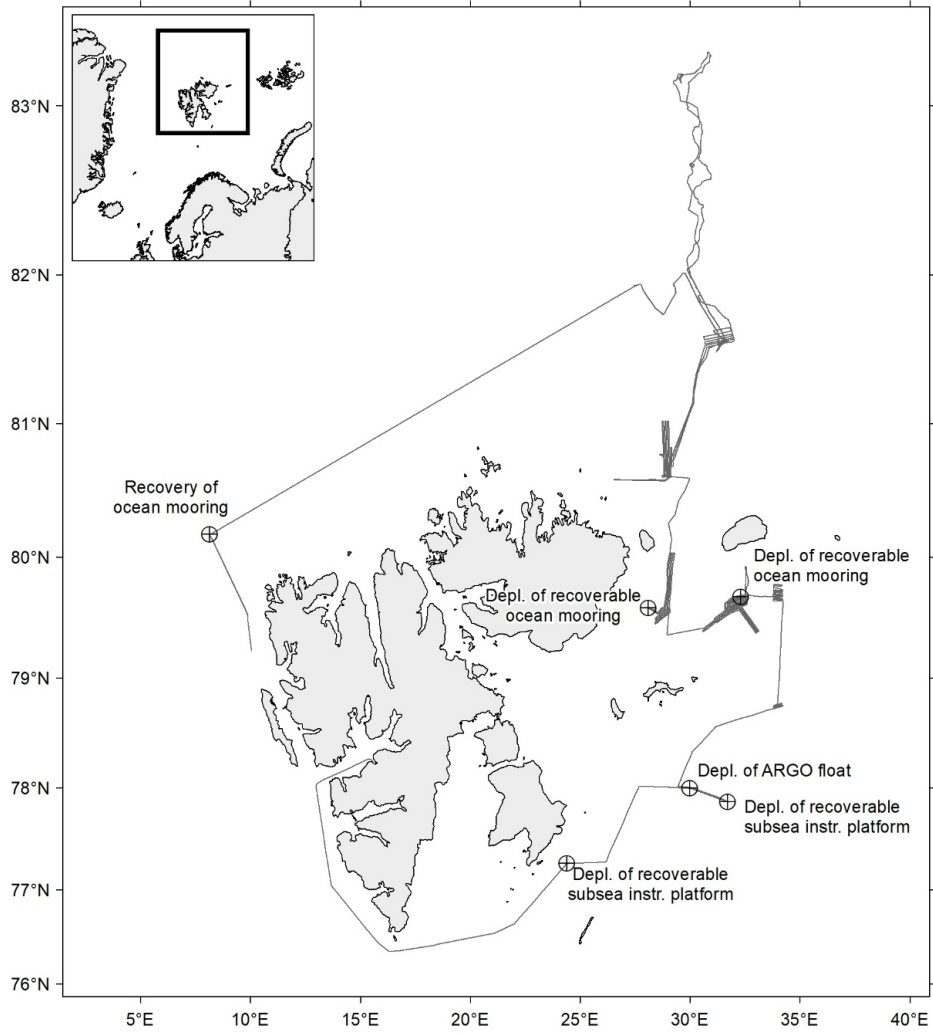 83°N
82°N
81°N
Recovery of
ocean mooring
80°N
Depl. of recoverable
ocean mooring
Depl. of recoverable
ocean mooring
79°N
Depl. of ARGO float
78°N
Depl. of recoverable
subsea instr. platform
77°N
Depl. of recoverable
subsea instr. platform
76°N
5°E 10°E 15°E 20°E 25°E 30°E 35°E 40°E